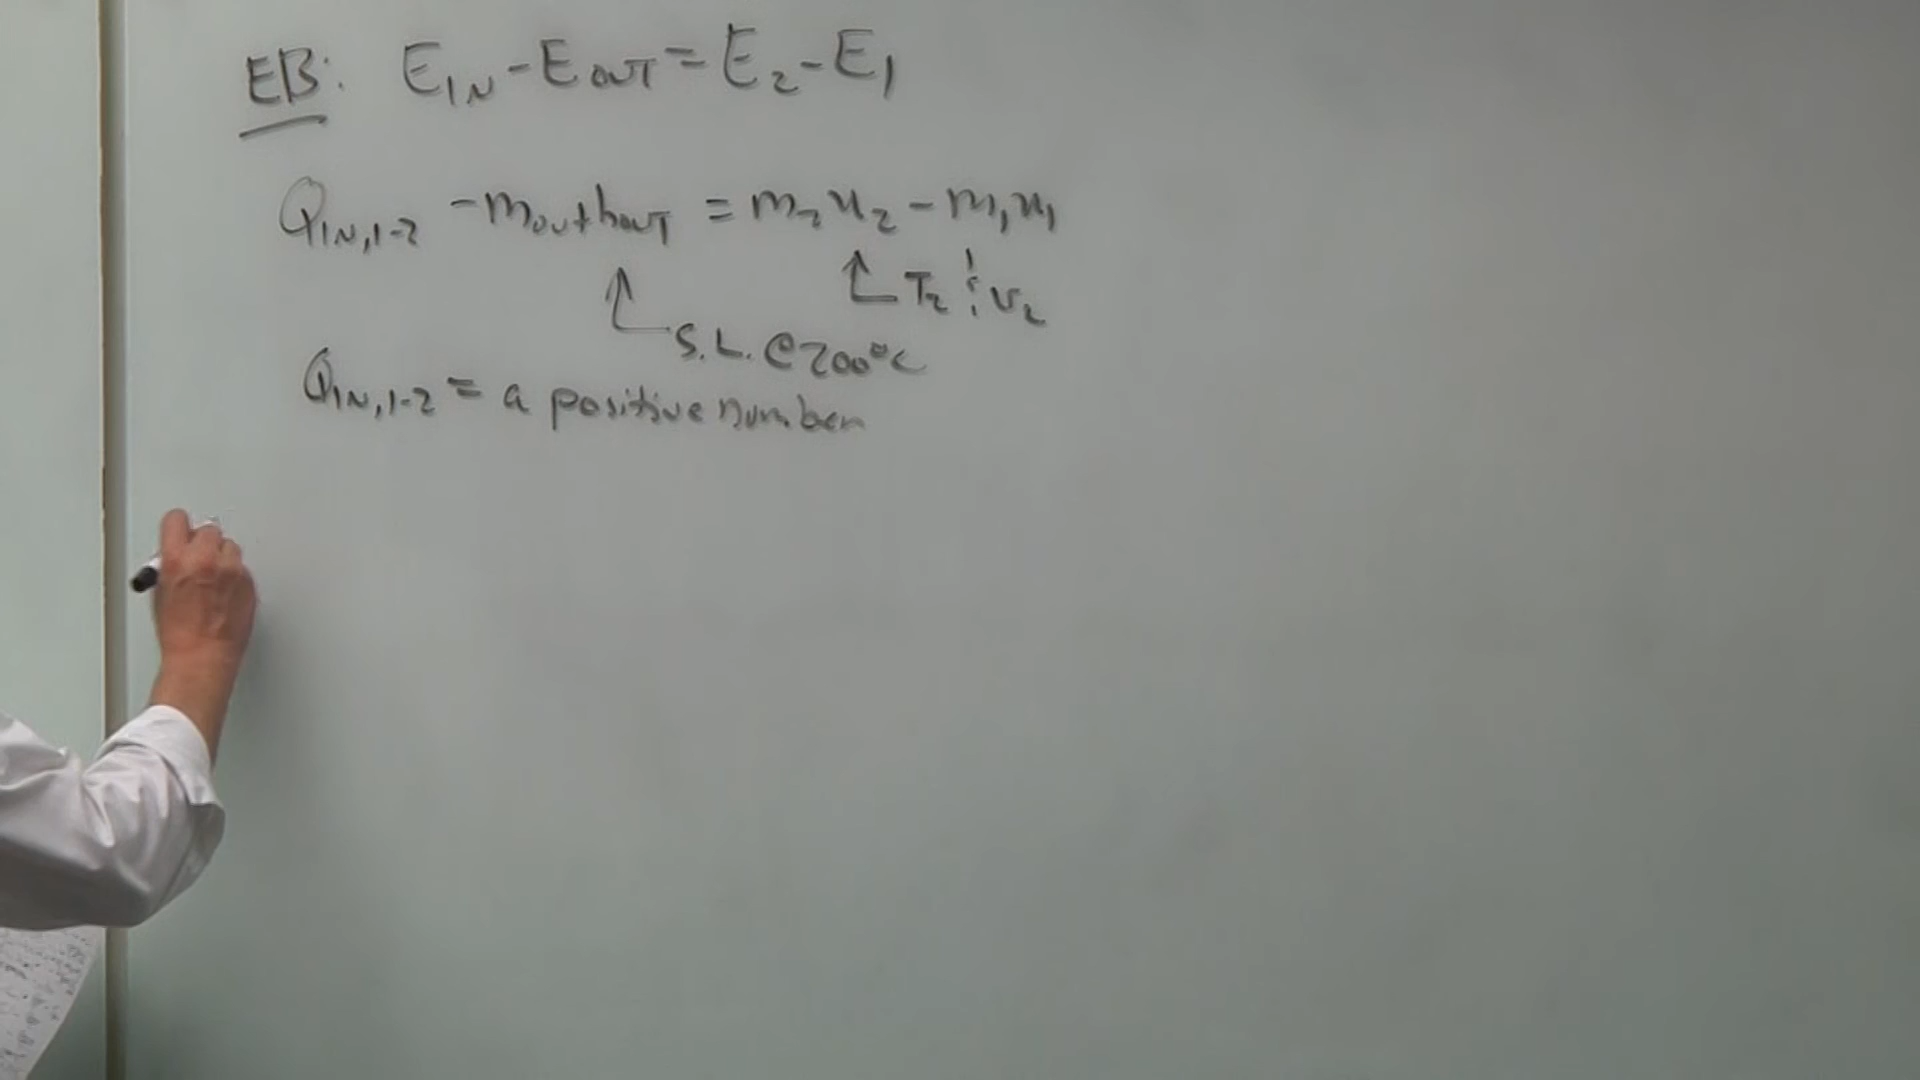 EB: E_IN - E_OUT = E_2 - E_1
Q_IN,1-2 - m_out h_out = m_2 u_2 - m_1 u_1
T_2 & v_2
S.L. @ 200°C
Q_IN,1-2 = a positive number